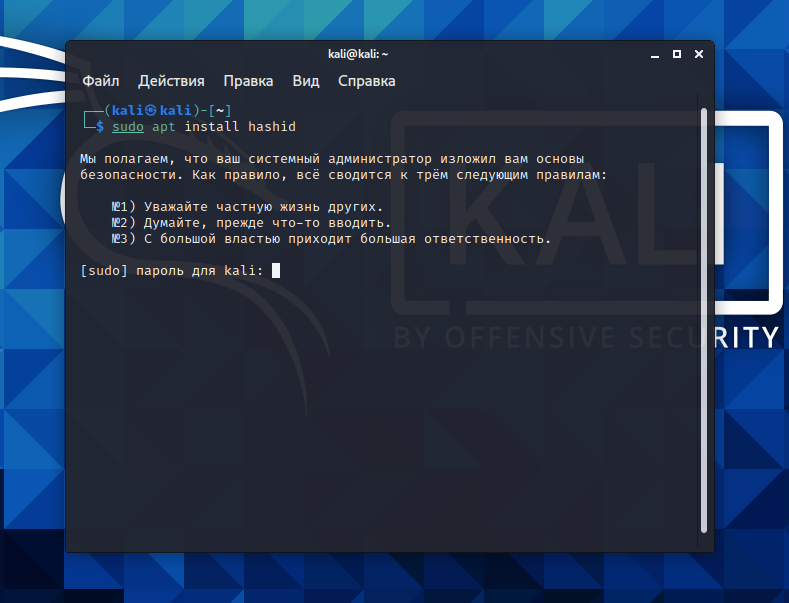 kali@kali: ~
Файл Действия Правка Вид Справка
┌──(kali㉿kali)-[~]
└─$ sudo apt install hashid
Мы полагаем, что ваш системный администратор изложил вам основы
безопасности. Как правило, всё сводится к трём следующим правилам:
№1) Уважайте частную жизнь других.
№2) Думайте, прежде что-то вводить.
№3) С большой властью приходит большая ответственность.
[sudo] пароль для kali:
KALI
BY OFFENSIVE SECURITY